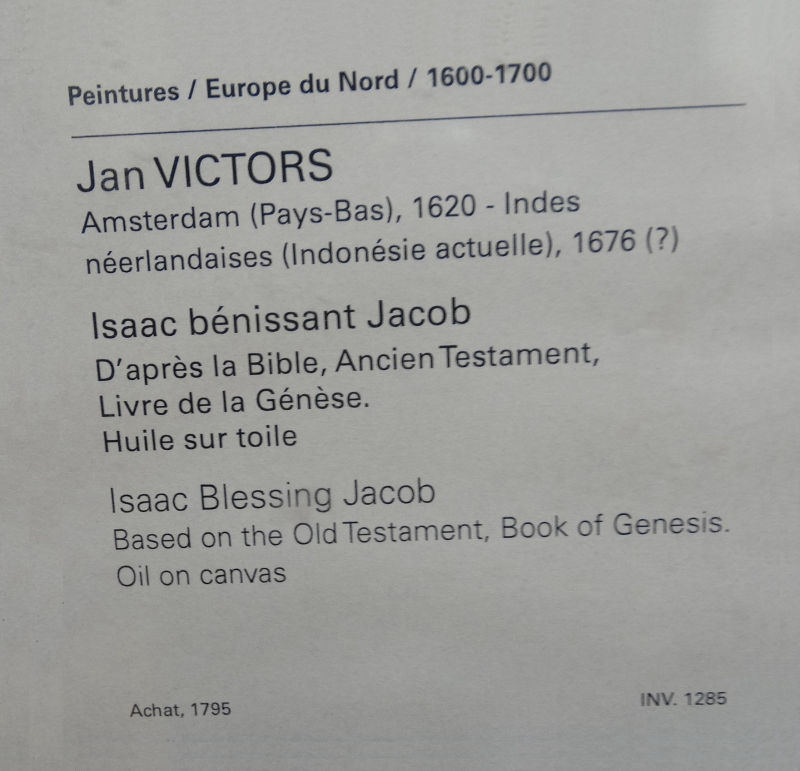 Peintures / Europe du Nord / 1600-1700
Jan VICTORS
Amsterdam (Pays-Bas), 1620 - Indes
néerlandaises (Indonésie actuelle), 1676 (?)
Isaac bénissant Jacob
D'après la Bible, Ancien Testament,
Livre de la Génèse.
Huile sur toile
Isaac Blessing Jacob
Based on the Old Testament, Book of Genesis.
Oil on canvas
Achat, 1795
INV. 1285